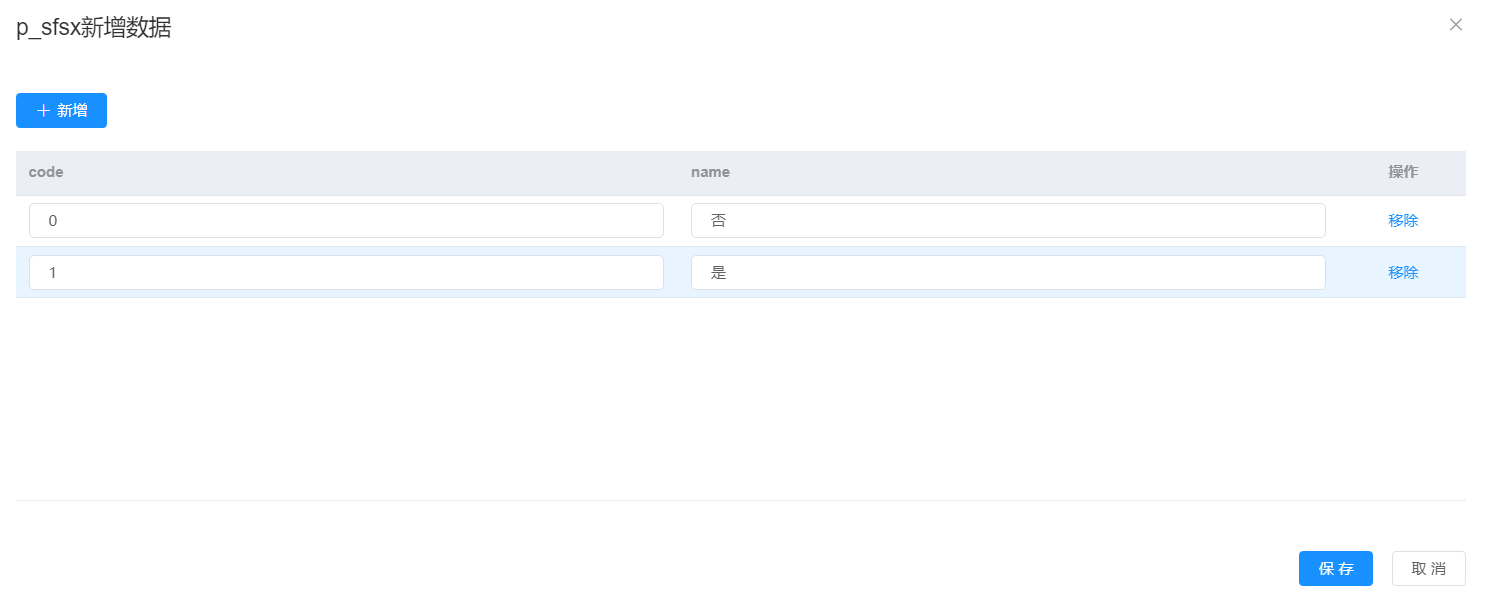 p_sfsx新增数据
新增
code name 操作
0 否 移除
1 是 移除
保存 取消